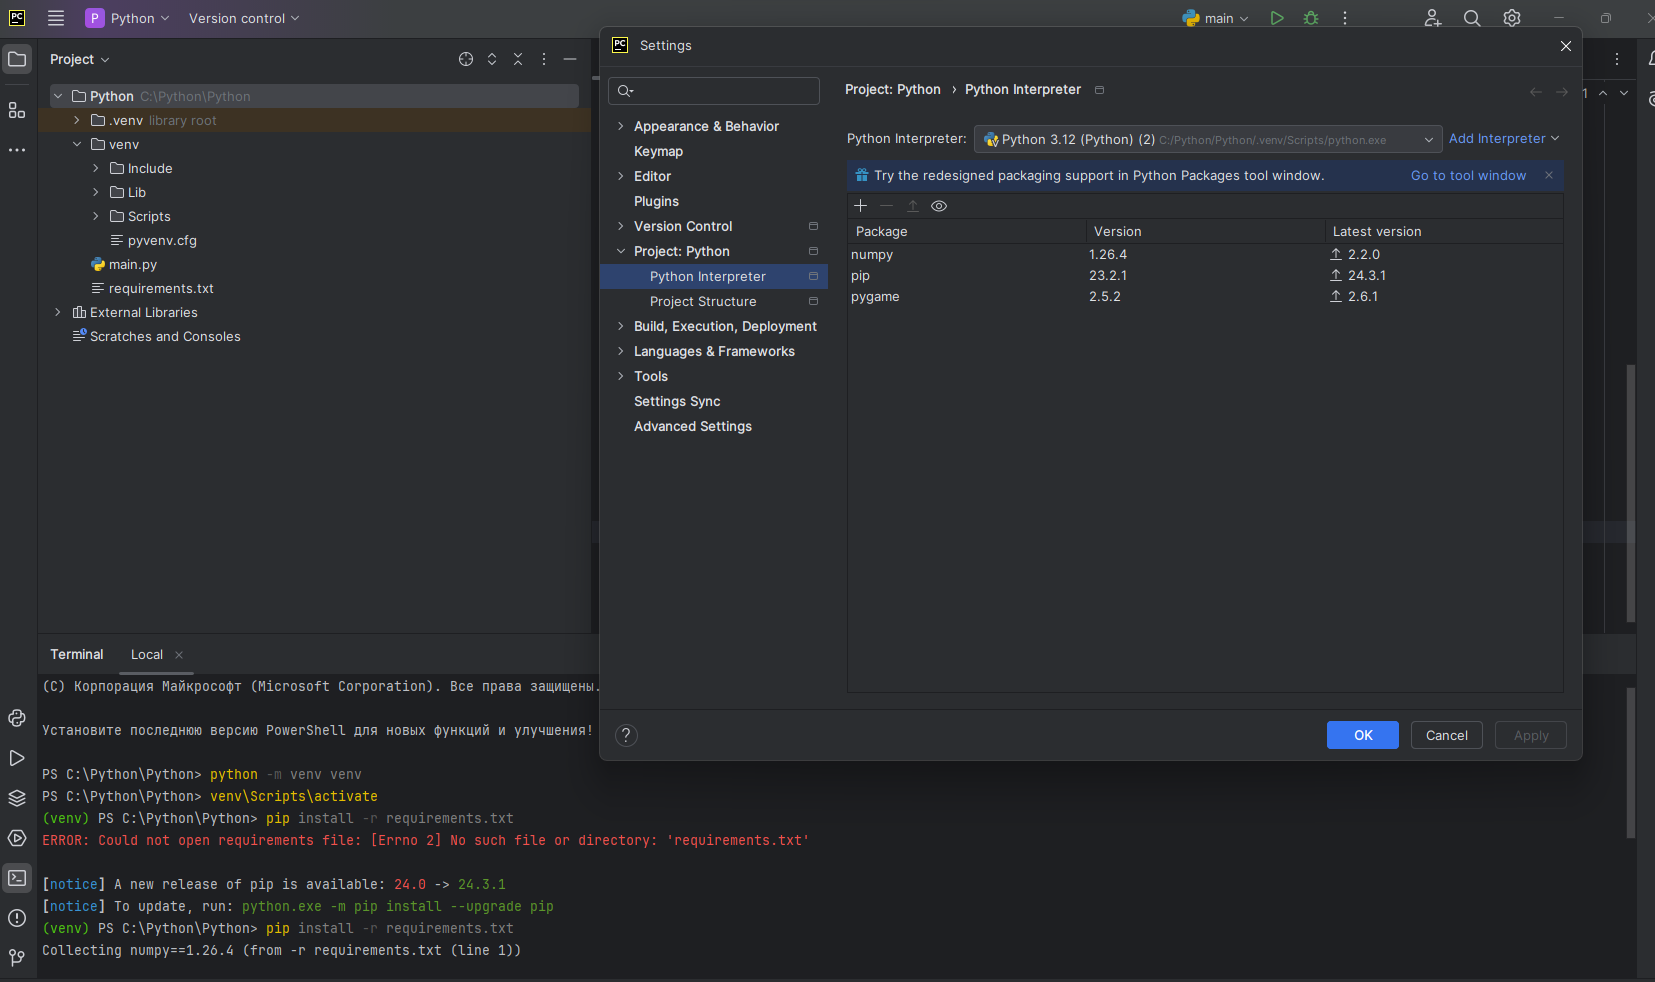 PC P Python Version control main
Project
Python C:\Python\Python
.venv library root
venv
Include
Lib
Scripts
pyvenv.cfg
main.py
requirements.txt
External Libraries
Scratches and Consoles
PC Settings
Appearance & Behavior
Keymap
Editor
Plugins
Version Control
Project: Python
Python Interpreter
Project Structure
Build, Execution, Deployment
Languages & Frameworks
Tools
Settings Sync
Advanced Settings
Project: Python › Python Interpreter
1
Python Interpreter: Python 3.12 (Python) (2) C:/Python/Python/.venv/Scripts/python.exe Add Interpreter
Try the redesigned packaging support in Python Packages tool window. Go to tool window
Package Version Latest version
numpy 1.26.4 2.2.0
pip 23.2.1 24.3.1
pygame 2.5.2 2.6.1
? OK Cancel Apply
Terminal Local
(C) Корпорация Майкрософт (Microsoft Corporation). Все права защищены.
Установите последнюю версию PowerShell для новых функций и улучшения!
PS C:\Python\Python> python -m venv venv
PS C:\Python\Python> venv\Scripts\activate
(venv) PS C:\Python\Python> pip install -r requirements.txt
ERROR: Could not open requirements file: [Errno 2] No such file or directory: 'requirements.txt'
[notice] A new release of pip is available: 24.0 -> 24.3.1
[notice] To update, run: python.exe -m pip install --upgrade pip
(venv) PS C:\Python\Python> pip install -r requirements.txt
Collecting numpy==1.26.4 (from -r requirements.txt (line 1))